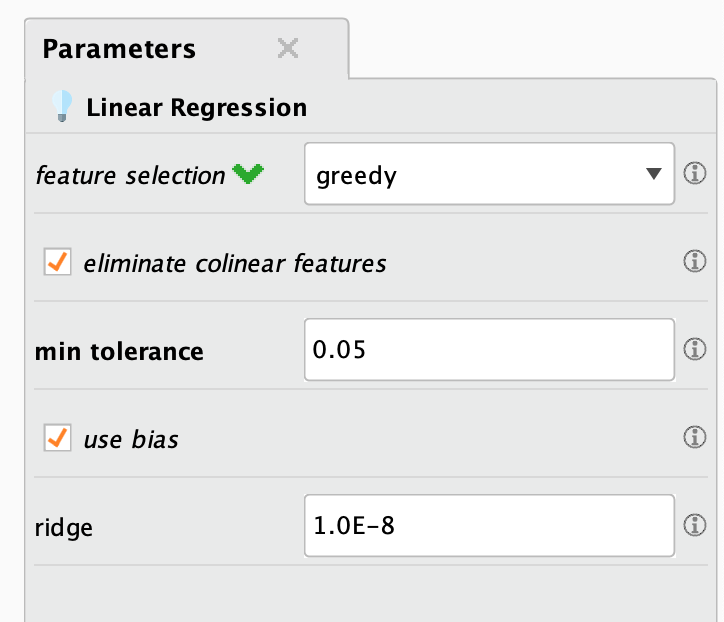 Parameters
Linear Regression
feature selection greedy
eliminate colinear features
min tolerance 0.05
use bias
ridge 1.0E-8